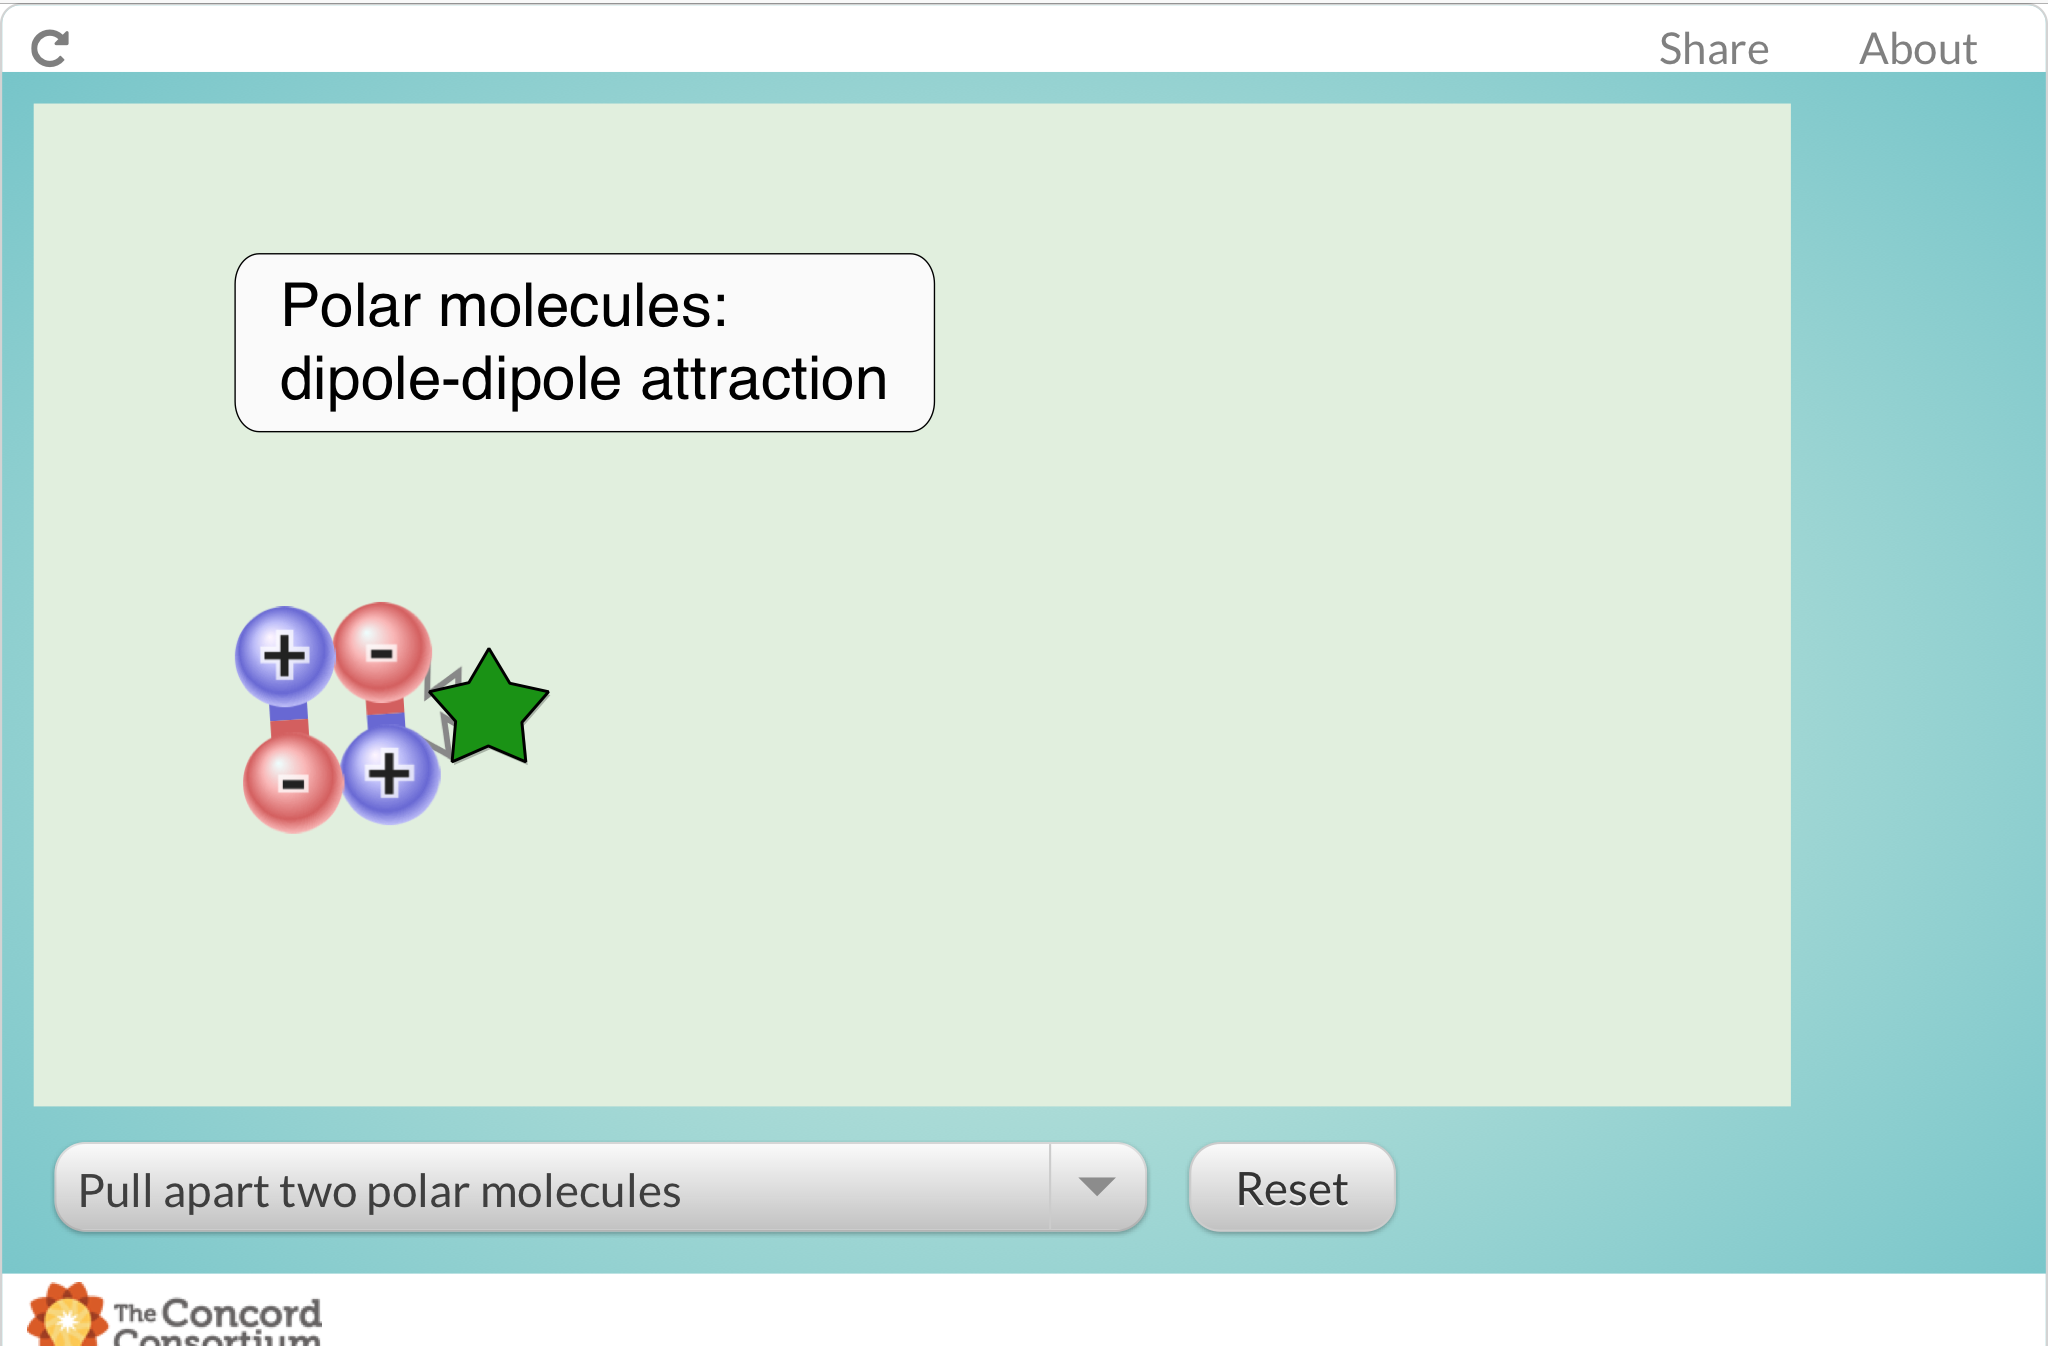 Share About
Polar molecules:
dipole-dipole attraction
+ -
- +
Pull apart two polar molecules
Reset
The Concord
Consortium